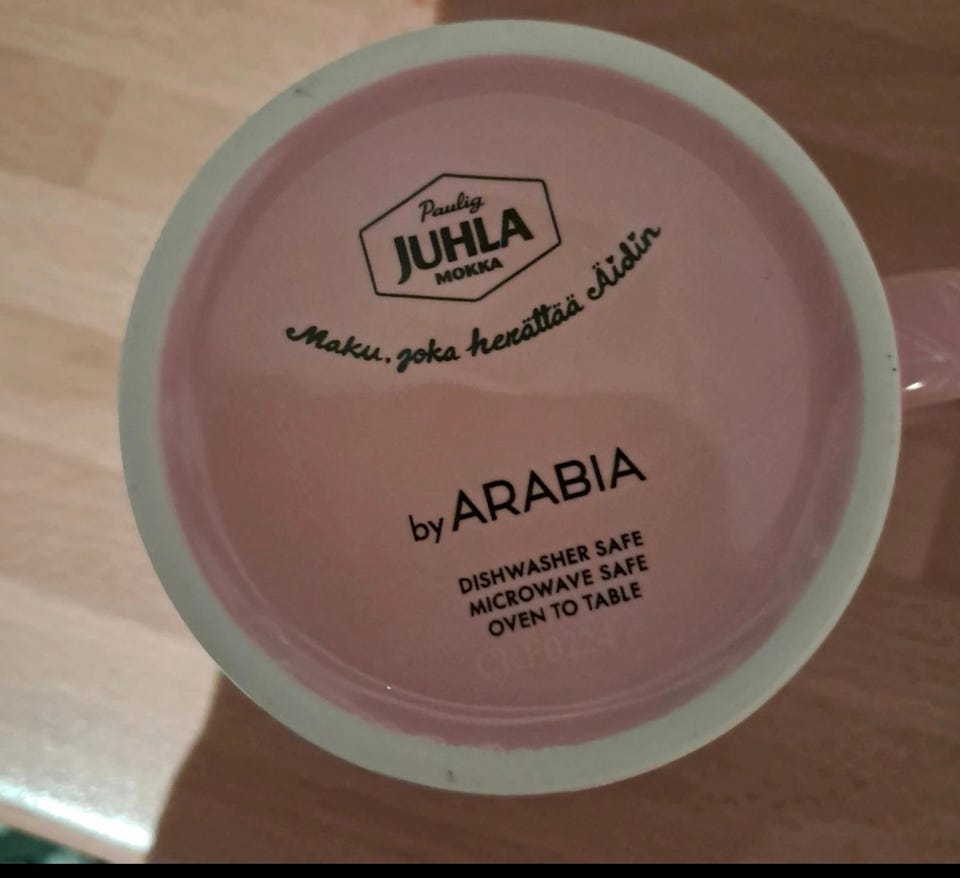 Paulig
JUHLA
MOKKA
Maku, joka herättää Äidin
by ARABIA
DISHWASHER SAFE
MICROWAVE SAFE
OVEN TO TABLE